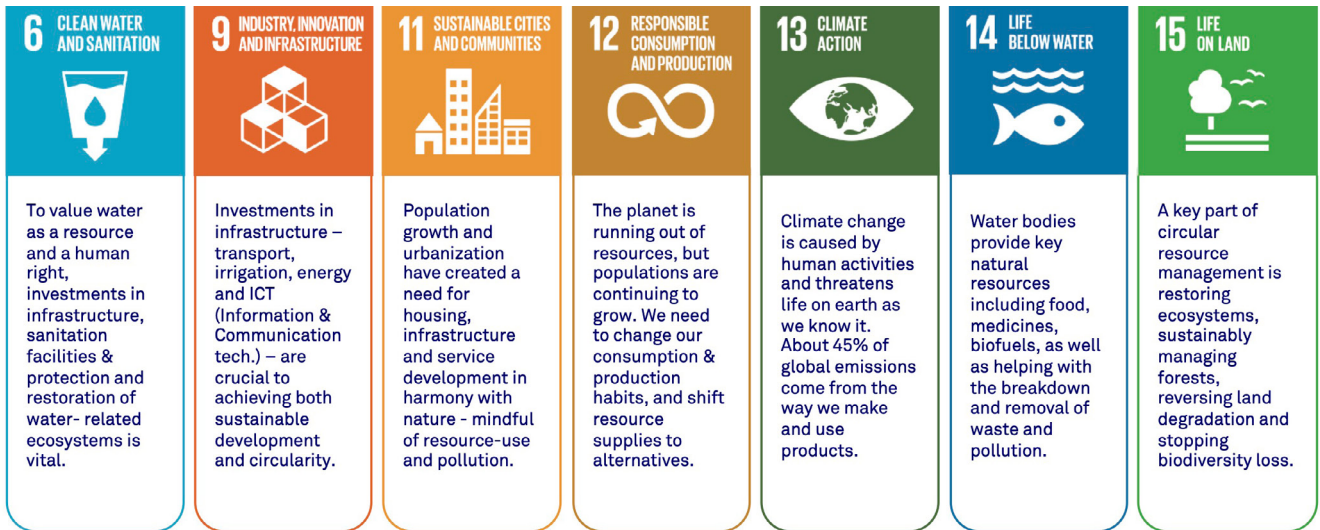 6 CLEAN WATER
AND SANITATION
To value water
as a resource
and a human
right,
investments in
infrastructure,
sanitation
facilities &
protection and
restoration of
water- related
ecosystems is
vital.
9 INDUSTRY, INNOVATION
AND INFRASTRUCTURE
Investments in
infrastructure –
transport,
irrigation, energy
and ICT
(Information &
Communication
tech.) – are
crucial to
achieving both
sustainable
development
and circularity.
11 SUSTAINABLE CITIES
AND COMMUNITIES
Population
growth and
urbanization
have created a
need for
housing,
infrastructure
and service
development in
harmony with
nature - mindful
of resource-use
and pollution.
12 RESPONSIBLE
CONSUMPTION
AND PRODUCTION
The planet is
running out of
resources, but
populations are
continuing to
grow. We need
to change our
consumption &
production
habits, and shift
resource
supplies to
alternatives.
13 CLIMATE
ACTION
Climate change
is caused by
human activities
and threatens
life on earth as
we know it.
About 45% of
global emissions
come from the
way we make
and use
products.
14 LIFE
BELOW WATER
Water bodies
provide key
natural
resources
including food,
medicines,
biofuels, as well
as helping with
the breakdown
and removal of
waste and
pollution.
15 LIFE
ON LAND
A key part of
circular
resource
management is
restoring
ecosystems,
sustainably
managing
forests,
reversing land
degradation and
stopping
biodiversity loss.